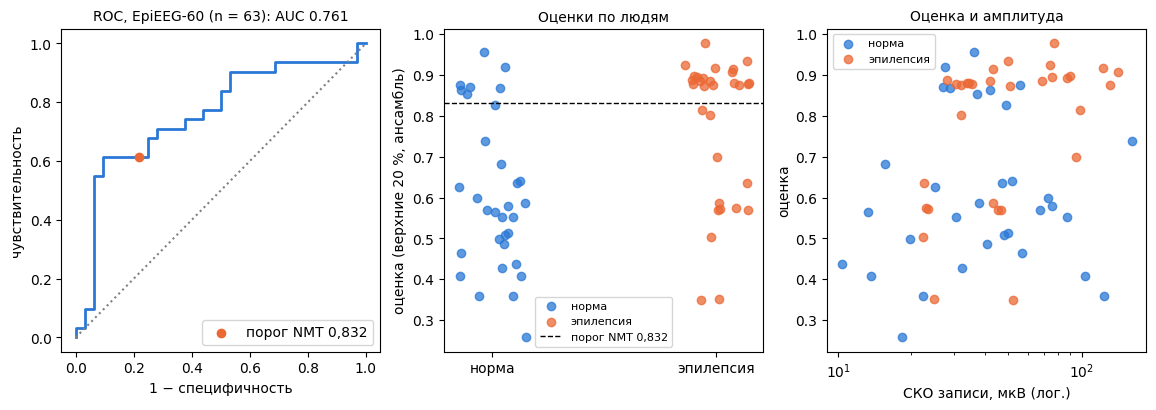 ROC, EpiEEG-60 (n = 63): AUC 0.761
чувствительность
1.0
0.8
0.6
0.4
0.2
0.0
порог NMT 0,832
0.0 0.2 0.4 0.6 0.8 1.0
1 − специфичность
Оценки по людям
оценка (верхние 20 %, ансамбль)
1.0
0.9
0.8
0.7
0.6
0.5
0.4
0.3
норма
эпилепсия
порог NMT 0,832
норма эпилепсия
Оценка и амплитуда
оценка
1.0
0.9
0.8
0.7
0.6
0.5
0.4
0.3
норма
эпилепсия
10¹ 10²
СКО записи, мкВ (лог.)